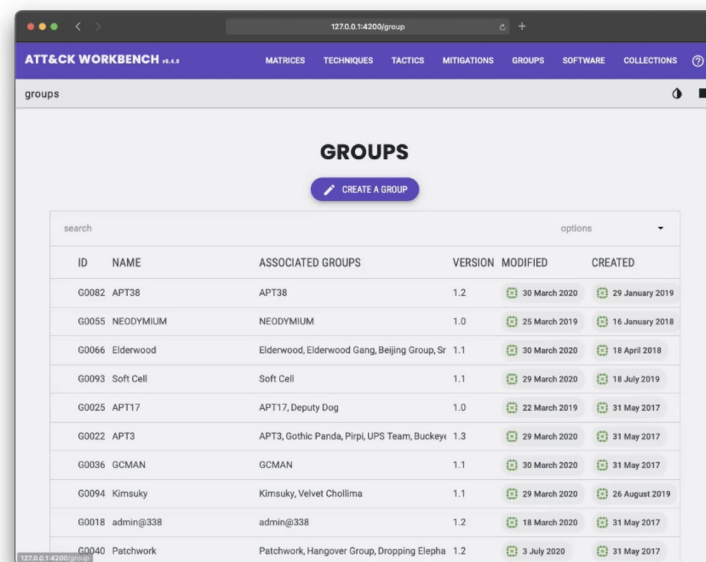 127.0.0.1:4200/group
ATT&CK WORKBENCH v0.4.0 MATRICES TECHNIQUES TACTICS MITIGATIONS GROUPS SOFTWARE COLLECTIONS
groups
GROUPS
CREATE A GROUP
search options
ID NAME ASSOCIATED GROUPS VERSION MODIFIED CREATED
G0082 APT38 APT38 1.2 30 March 2020 29 January 2019
G0055 NEODYMIUM NEODYMIUM 1.0 25 March 2019 16 January 2018
G0066 Elderwood Elderwood, Elderwood Gang, Beijing Group, Sr 1.1 30 March 2020 18 April 2018
G0093 Soft Cell Soft Cell 1.1 29 March 2020 18 July 2019
G0025 APT17 APT17, Deputy Dog 1.0 22 March 2019 31 May 2017
G0022 APT3 APT3, Gothic Panda, Pirpi, UPS Team, Buckeye 1.3 29 March 2020 31 May 2017
G0036 GCMAN GCMAN 1.1 30 March 2020 31 May 2017
G0094 Kimsuky Kimsuky, Velvet Chollima 1.1 29 March 2020 26 August 2019
G0018 admin@338 admin@338 1.2 18 March 2020 31 May 2017
G0040 Patchwork Patchwork, Hangover Group, Dropping Elepha 1.2 3 July 2020 31 May 2017
127.0.0.1:4200/group